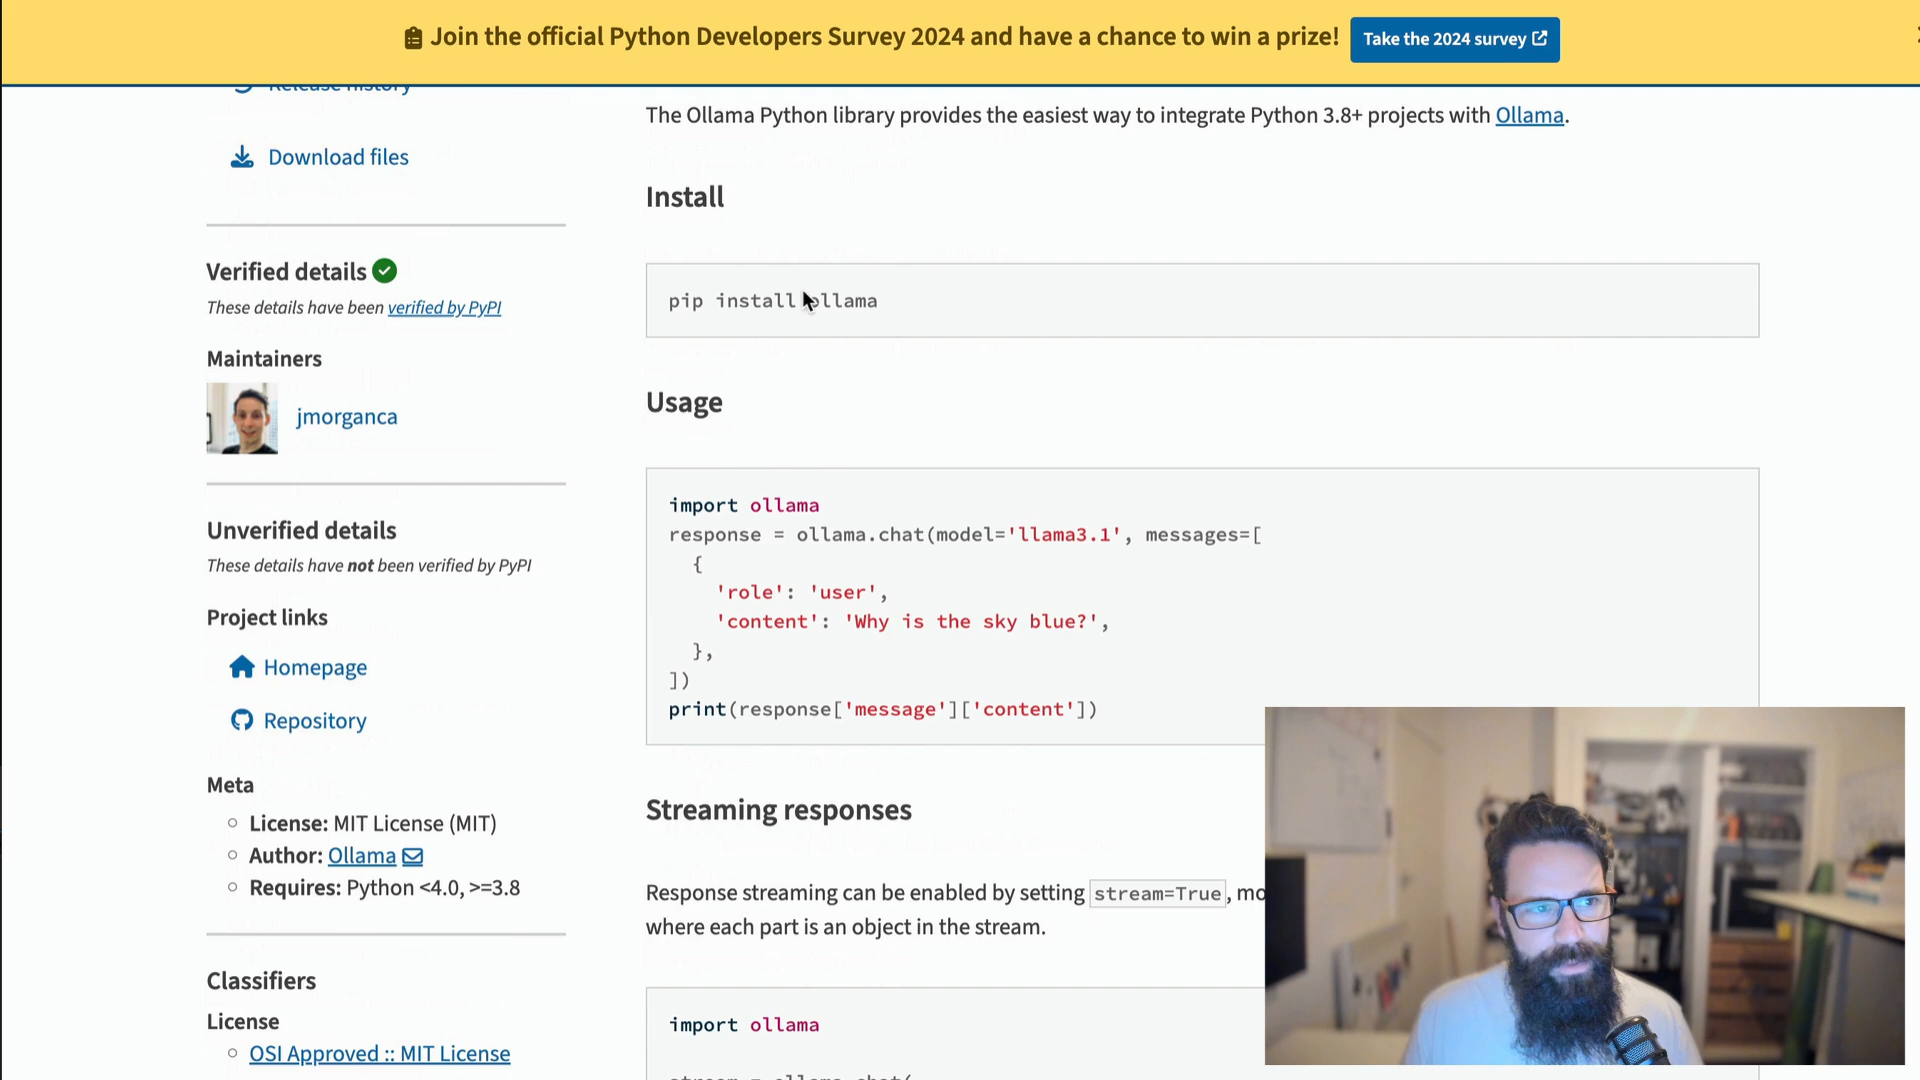 Join the official Python Developers Survey 2024 and have a chance to win a prize!
Take the 2024 survey
Release history
Download files
Verified details
These details have been verified by PyPI
Maintainers
jmorganca
Unverified details
These details have not been verified by PyPI
Project links
Homepage
Repository
Meta
License: MIT License (MIT)
Author: Ollama
Requires: Python <4.0, >=3.8
Classifiers
License
OSI Approved :: MIT License
The Ollama Python library provides the easiest way to integrate Python 3.8+ projects with Ollama.
Install
pip install ollama
Usage
import ollama
response = ollama.chat(model='llama3.1', messages=[
{
'role': 'user',
'content': 'Why is the sky blue?',
},
])
print(response['message']['content'])
Streaming responses
Response streaming can be enabled by setting stream=True, mo
where each part is an object in the stream.
import ollama
stream = ollama.chat(